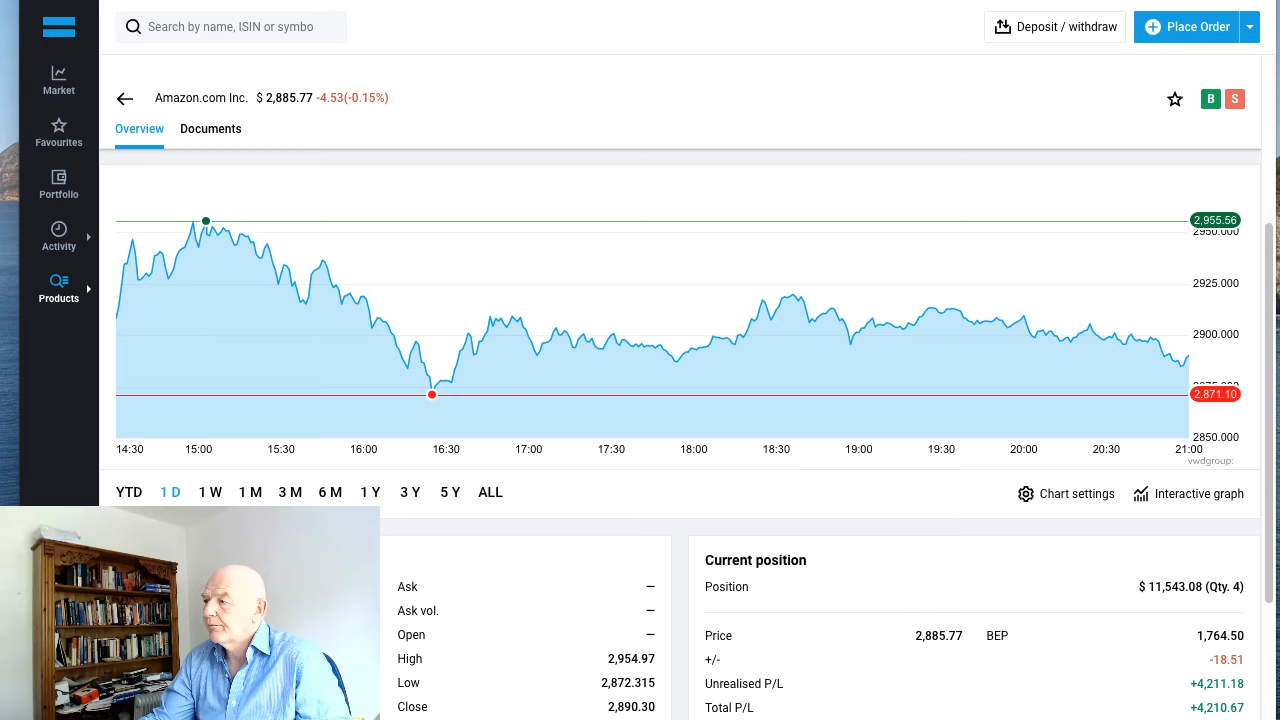 Search by name, ISIN or symbo
Deposit / withdraw
Place Order
Market
Favourites
Portfolio
Activity
Products
Amazon.com Inc. $ 2,885.77 -4.53(-0.15%)
B S
Overview Documents
2,955.56
2950.000
2925.000
2900.000
2875.000
2,871.10
2850.000
14:30 15:00 15:30 16:00 16:30 17:00 17:30 18:00 18:30 19:00 19:30 20:00 20:30 21:00
vwdgroup:
YTD 1 D 1 W 1 M 3 M 6 M 1 Y 3 Y 5 Y ALL
Chart settings Interactive graph
Ask –
Ask vol. –
Open –
High 2,954.97
Low 2,872.315
Close 2,890.30
Current position
Position $ 11,543.08 (Qty. 4)
Price 2,885.77 BEP 1,764.50
+/- -18.51
Unrealised P/L +4,211.18
Total P/L +4,210.67